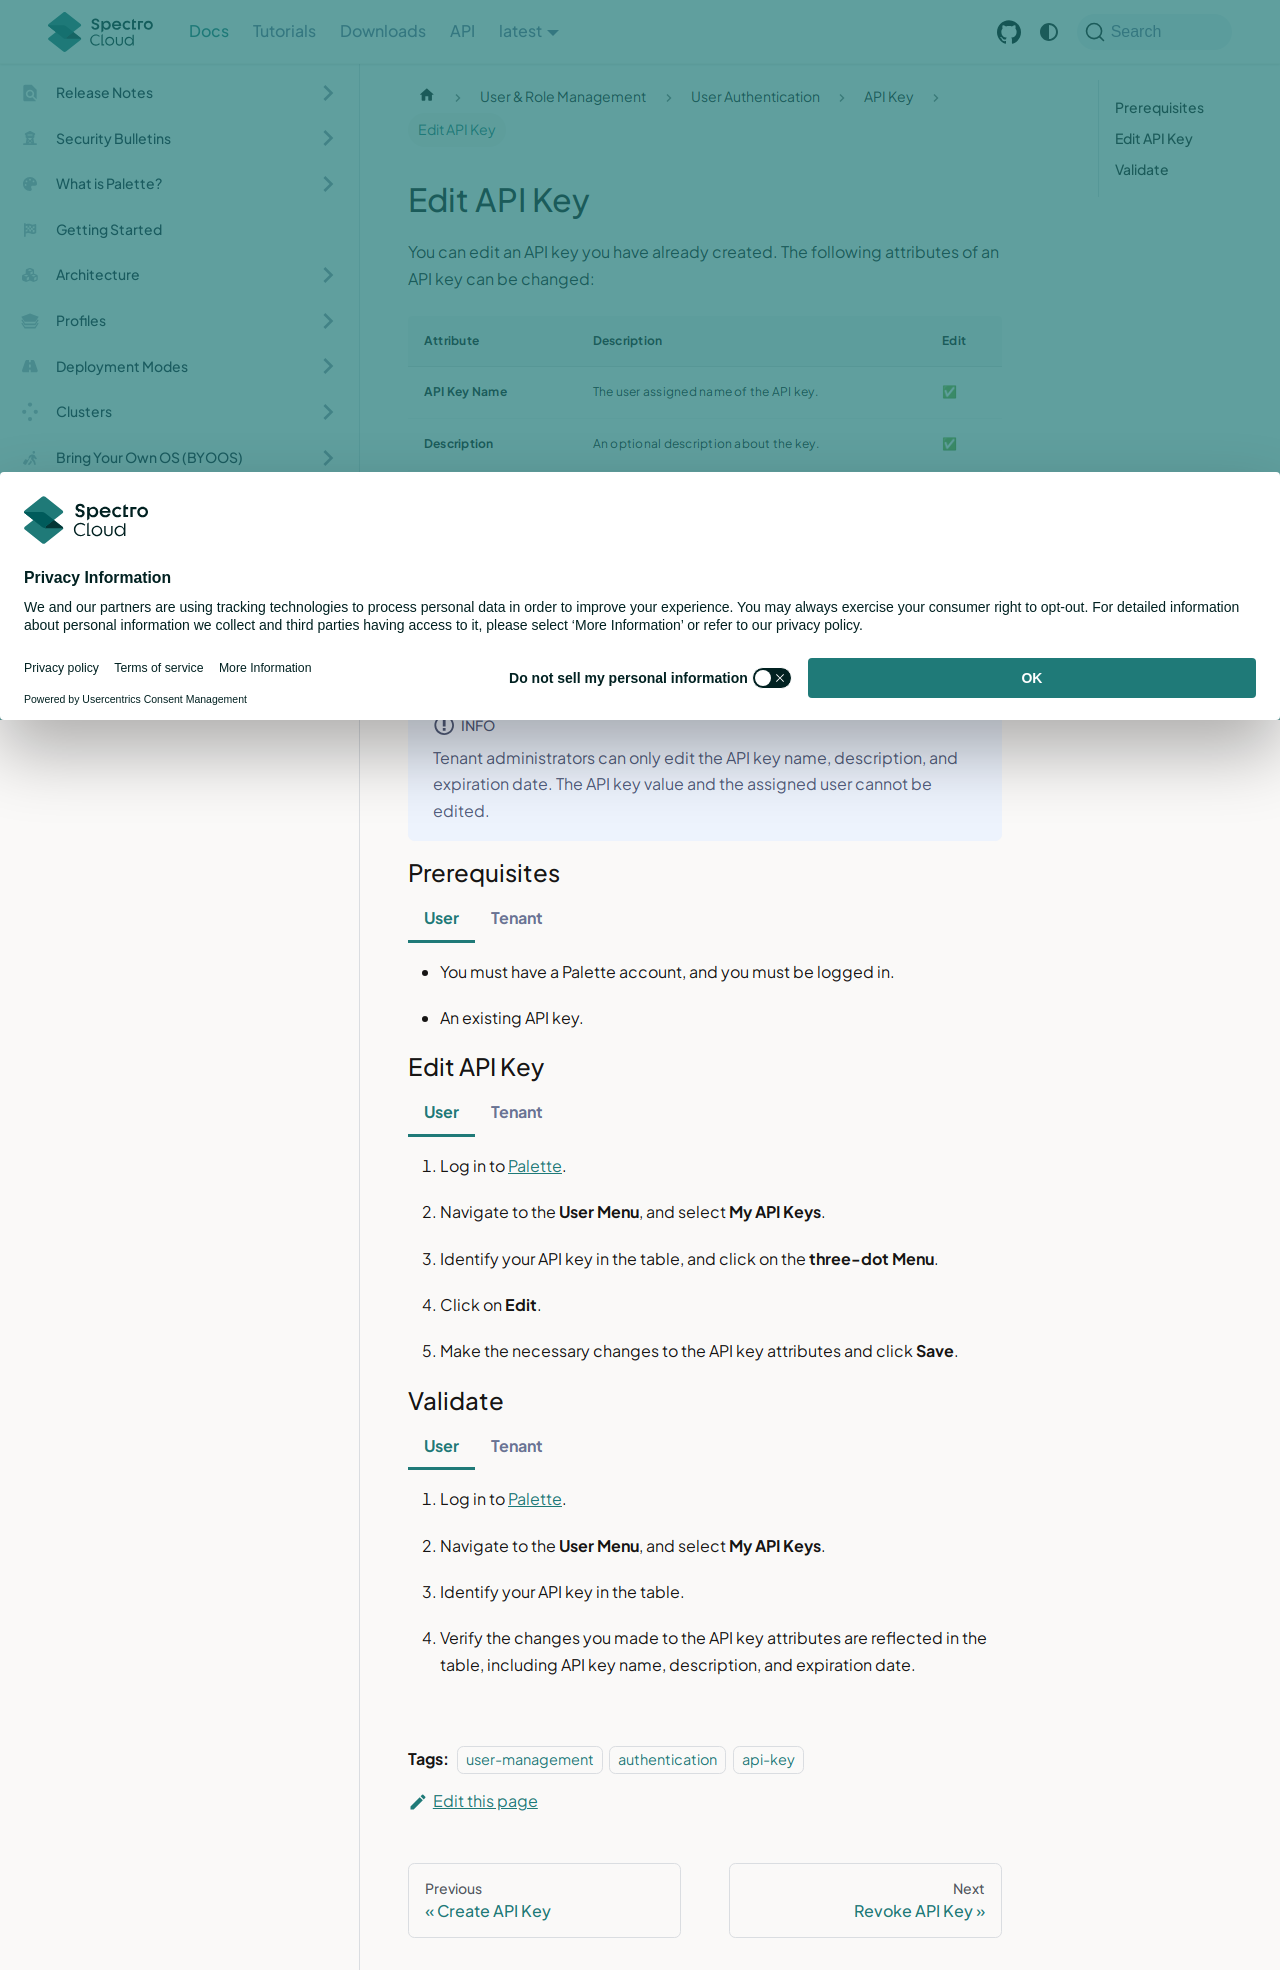 Spectro Cloud
Docs
Tutorials
Downloads
API
latest
Search
Release Notes
Security Bulletins
What is Palette?
Getting Started
Architecture
Profiles
Deployment Modes
Clusters
Bring Your Own OS (BYOOS)
User & Role Management
User Authentication
API Key
Edit API Key
Prerequisites
Edit API Key
Validate
Edit API Key
You can edit an API key you have already created. The following attributes of an
API key can be changed:
Attribute Description Edit
API Key Name The user assigned name of the API key. ✅
Description An optional description about the key. ✅
Spectro
Cloud
Privacy Information
We and our partners are using tracking technologies to process personal data in order to improve your experience. You may always exercise your consumer right to opt-out. For detailed information
about personal information we collect and third parties having access to it, please select ‘More Information’ or refer to our privacy policy.
Privacy policy
Terms of service
More Information
Powered by Usercentrics Consent Management
Do not sell my personal information
OK
INFO
Tenant administrators can only edit the API key name, description, and
expiration date. The API key value and the assigned user cannot be
edited.
Prerequisites
User Tenant
You must have a Palette account, and you must be logged in.
An existing API key.
Edit API Key
User Tenant
1. Log in to Palette.
2. Navigate to the User Menu, and select My API Keys.
3. Identify your API key in the table, and click on the three-dot Menu.
4. Click on Edit.
5. Make the necessary changes to the API key attributes and click Save.
Validate
User Tenant
1. Log in to Palette.
2. Navigate to the User Menu, and select My API Keys.
3. Identify your API key in the table.
4. Verify the changes you made to the API key attributes are reflected in the
table, including API key name, description, and expiration date.
Tags: user-management authentication api-key
Edit this page
Previous
« Create API Key
Next
Revoke API Key »